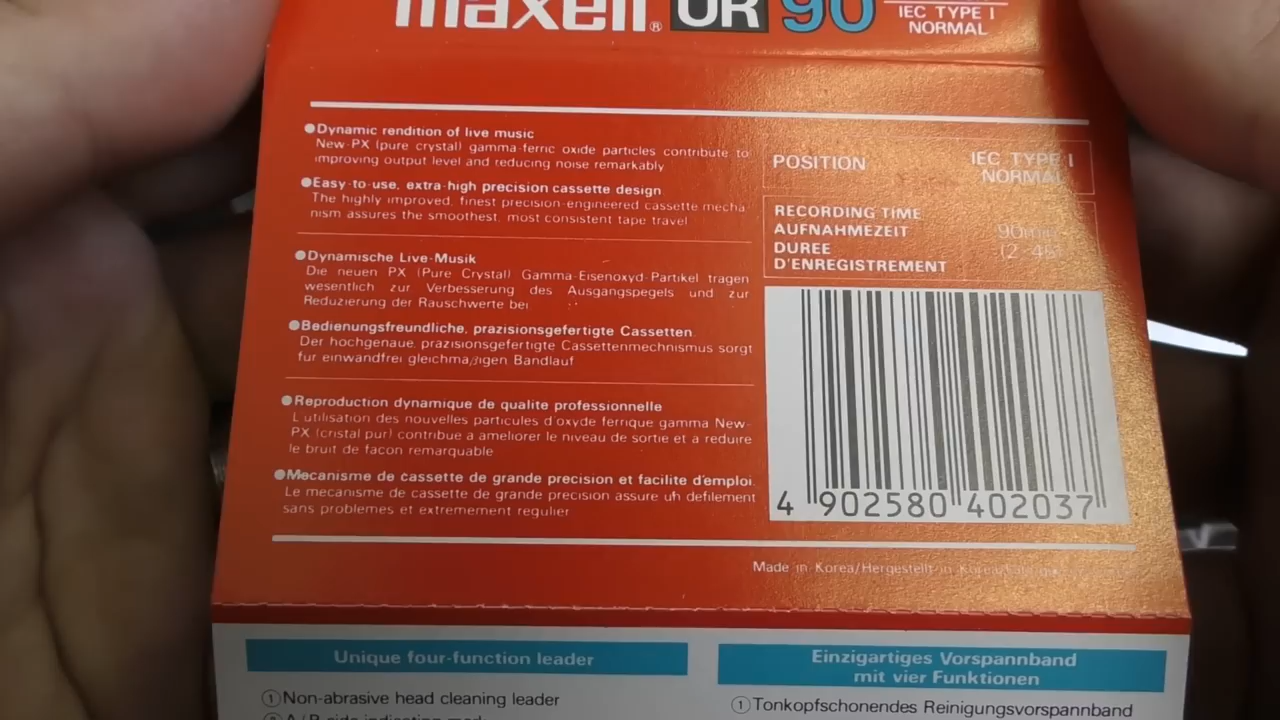 maxell® UR 90
IEC TYPE I
NORMAL
●Dynamic rendition of live music
New-PX (pure crystal) gamma-ferric oxide particles contribute to
improving output level and reducing noise remarkably
●Easy-to-use, extra-high precision cassette design
The highly improved, finest precision-engineered cassette mecha
nism assures the smoothest, most consistent tape travel
●Dynamische Live-Musik
Die neuen PX (Pure Crystal) Gamma-Eisenoxyd-Partikel tragen
wesentlich zur Verbesserung des Ausgangspegels und zur
Reduzierung der Rauschwerte bei
●Bedienungsfreundliche, prazisionsgefertigte Cassetten.
Der hochgenaue, prazisionsgefertigte Cassettenmechnismus sorgt
fur einwandfrei gleichmaßigen Bandlauf
●Reproduction dynamique de qualite professionnelle
L utilisation des nouvelles particules d'oxyde ferrique gamma New-
PX (cristal pur) contribue a ameliorer le niveau de sortie et a reduire
le bruit de facon remarquable
●Mecanisme de cassette de grande precision et facilite d'emploi.
Le mecanisme de cassette de grande precision assure un defilement
sans problemes et extremement regulier
POSITION
IEC TYPE I
NORMAL
RECORDING TIME
AUFNAHMEZEIT
DUREE
D'ENREGISTREMENT
90min
(2×45)
4 902580 402037
Made in Korea/Hergestellt in Korea
Unique four-function leader
①Non-abrasive head cleaning leader
Einzigartiges Vorspannband
mit vier Funktionen
①Tonkopfschonendes Reinigungsvorspannband